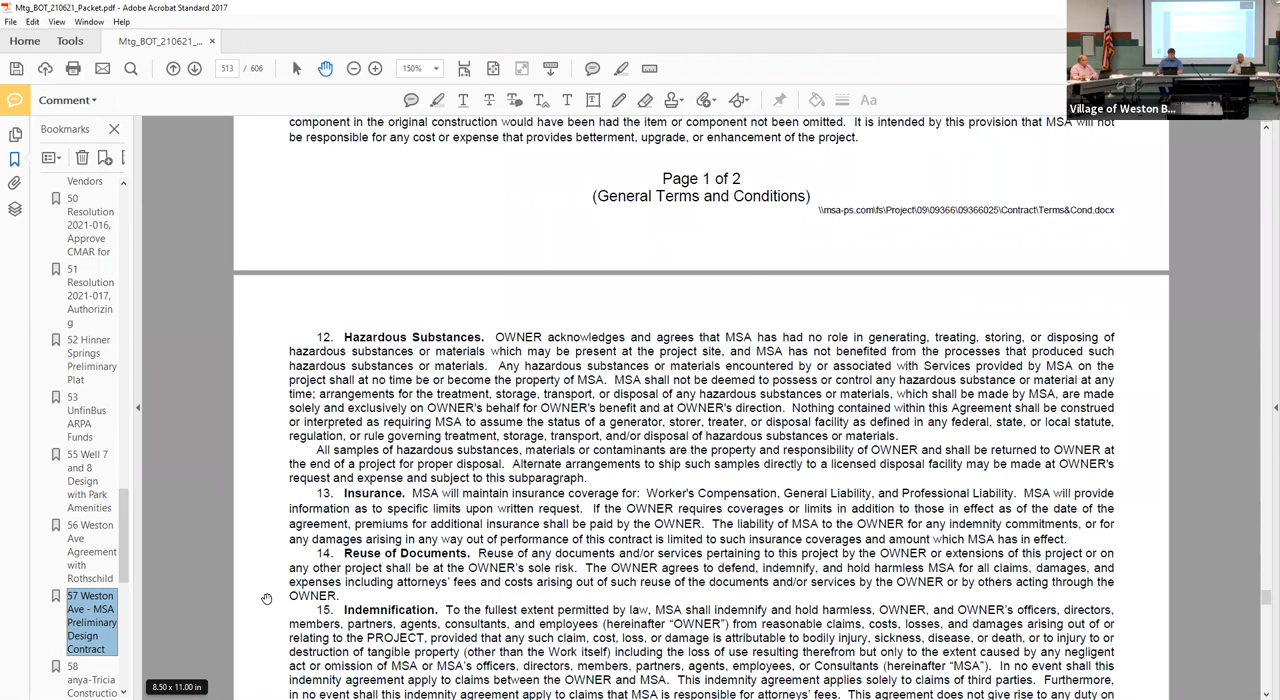 Mtg_BOT_210621_Packet.pdf - Adobe Acrobat Standard 2017
File Edit View Window Help
Home Tools Mtg_BOT_210621_... ×
513 / 606
150%
Comment
Bookmarks
Vendors
50
Resolution
2021-016,
Approve
CMAR for
51
Resolution
2021-017,
Authorizin
g
52 Hinner
Springs
Preliminary
Plat
53
UnfinBus
ARPA
Funds
55 Well 7
and 8
Design
with Park
Amenities
56 Weston
Ave
Agreement
with
Rothschild
57 Weston
Ave - MSA
Preliminary
Design
Contract
58
anya-Tricia
Constructio
8.50 x 11.00 in
Village of Weston B...
component in the original construction would have been had the item or component not been omitted. It is intended by this provision that MSA will not
be responsible for any cost or expense that provides betterment, upgrade, or enhancement of the project.
Page 1 of 2
(General Terms and Conditions)
\\msa-ps.com\fs\Project\09\09366\09366025\Contract\Terms&Cond.docx
12. Hazardous Substances. OWNER acknowledges and agrees that MSA has had no role in generating, treating, storing, or disposing of
hazardous substances or materials which may be present at the project site, and MSA has not benefited from the processes that produced such
hazardous substances or materials. Any hazardous substances or materials encountered by or associated with Services provided by MSA on the
project shall at no time be or become the property of MSA. MSA shall not be deemed to possess or control any hazardous substance or material at any
time; arrangements for the treatment, storage, transport, or disposal of any hazardous substances or materials, which shall be made by MSA, are made
solely and exclusively on OWNER's behalf for OWNER's benefit and at OWNER's direction. Nothing contained within this Agreement shall be construed
or interpreted as requiring MSA to assume the status of a generator, storer, treater, or disposal facility as defined in any federal, state, or local statute,
regulation, or rule governing treatment, storage, transport, and/or disposal of hazardous substances or materials.
All samples of hazardous substances, materials or contaminants are the property and responsibility of OWNER and shall be returned to OWNER at
the end of a project for proper disposal. Alternate arrangements to ship such samples directly to a licensed disposal facility may be made at OWNER's
request and expense and subject to this subparagraph.
13. Insurance. MSA will maintain insurance coverage for: Worker's Compensation, General Liability, and Professional Liability. MSA will provide
information as to specific limits upon written request. If the OWNER requires coverages or limits in addition to those in effect as of the date of the
agreement, premiums for additional insurance shall be paid by the OWNER. The liability of MSA to the OWNER for any indemnity commitments, or for
any damages arising in any way out of performance of this contract is limited to such insurance coverages and amount which MSA has in effect.
14. Reuse of Documents. Reuse of any documents and/or services pertaining to this project by the OWNER or extensions of this project or on
any other project shall be at the OWNER's sole risk. The OWNER agrees to defend, indemnify, and hold harmless MSA for all claims, damages, and
expenses including attorneys' fees and costs arising out of such reuse of the documents and/or services by the OWNER or by others acting through the
OWNER.
15. Indemnification. To the fullest extent permitted by law, MSA shall indemnify and hold harmless, OWNER, and OWNER's officers, directors,
members, partners, agents, consultants, and employees (hereinafter "OWNER") from reasonable claims, costs, losses, and damages arising out of or
relating to the PROJECT, provided that any such claim, cost, loss, or damage is attributable to bodily injury, sickness, disease, or death, or to injury to or
destruction of tangible property (other than the Work itself) including the loss of use resulting therefrom but only to the extent caused by any negligent
act or omission of MSA or MSA's officers, directors, members, partners, agents, employees, or Consultants (hereinafter "MSA"). In no event shall this
indemnity agreement apply to claims between the OWNER and MSA. This indemnity agreement applies solely to claims of third parties. Furthermore,
in no event shall this indemnity agreement apply to claims that MSA is responsible for attorneys' fees. This agreement does not give rise to any duty on